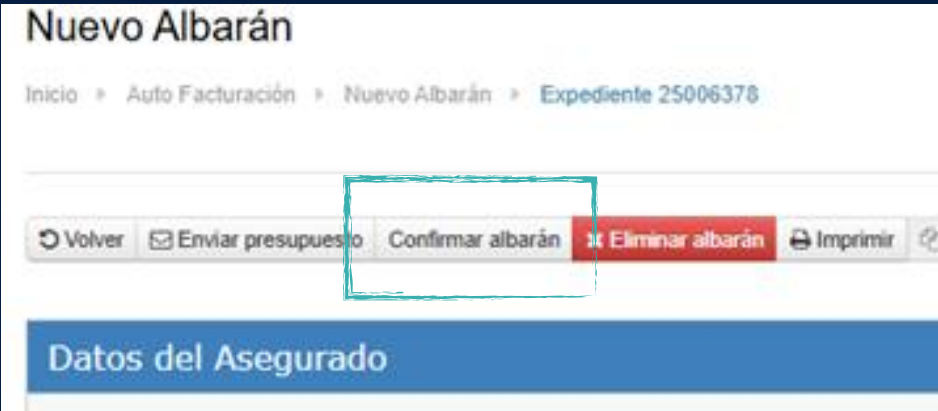 Nuevo Albarán
Inicio Auto Facturación Nuevo Albarán Expediente 25006378
Volver Enviar presupuesto Confirmar albarán Eliminar albarán Imprimir
Datos del Asegurado